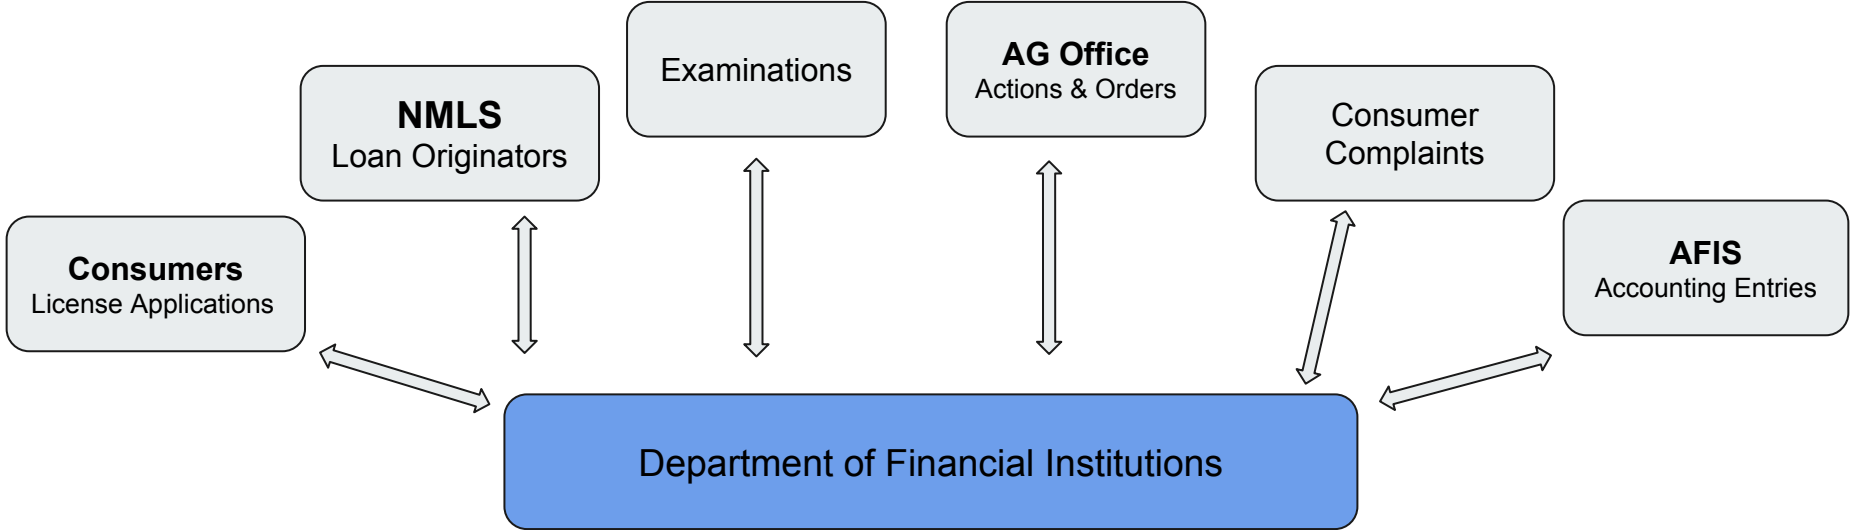 Examinations
AG Office
Actions & Orders
NMLS
Loan Originators
Consumer
Complaints
Consumers
License Applications
AFIS
Accounting Entries
Department of Financial Institutions